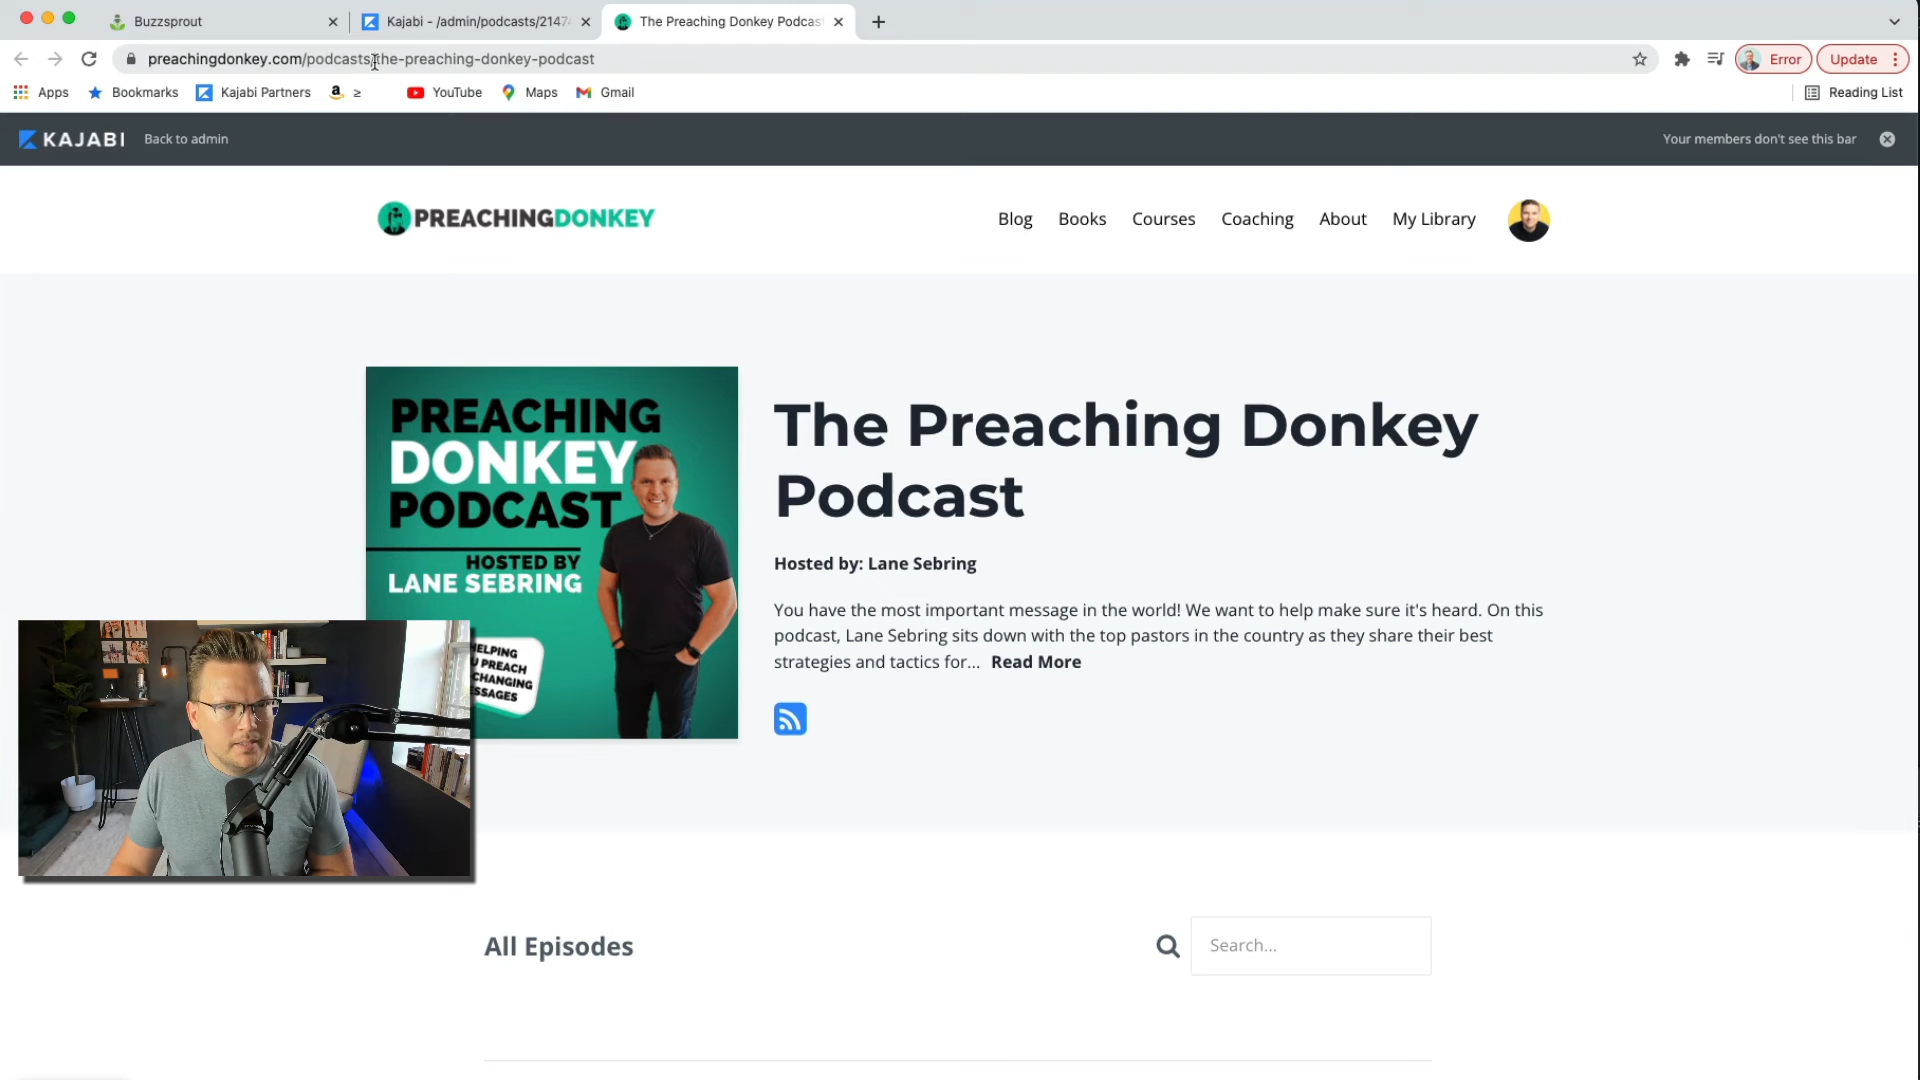 Buzzsprout
Kajabi - /admin/podcasts/2147
The Preaching Donkey Podcast
preachingdonkey.com/podcasts/the-preaching-donkey-podcast
Error
Update
Apps
Bookmarks
Kajabi Partners
≥
YouTube
Maps
Gmail
Reading List
KAJABI
Back to admin
Your members don't see this bar
PREACHINGDONKEY
Blog
Books
Courses
Coaching
About
My Library
PREACHING
DONKEY
PODCAST
HOSTED BY
LANE SEBRING
HELPING
PREACH
CHANGING
The Preaching Donkey
Podcast
Hosted by: Lane Sebring
You have the most important message in the world! We want to help make sure it's heard. On this
podcast, Lane Sebring sits down with the top pastors in the country as they share their best
strategies and tactics for... Read More
All Episodes
Search...